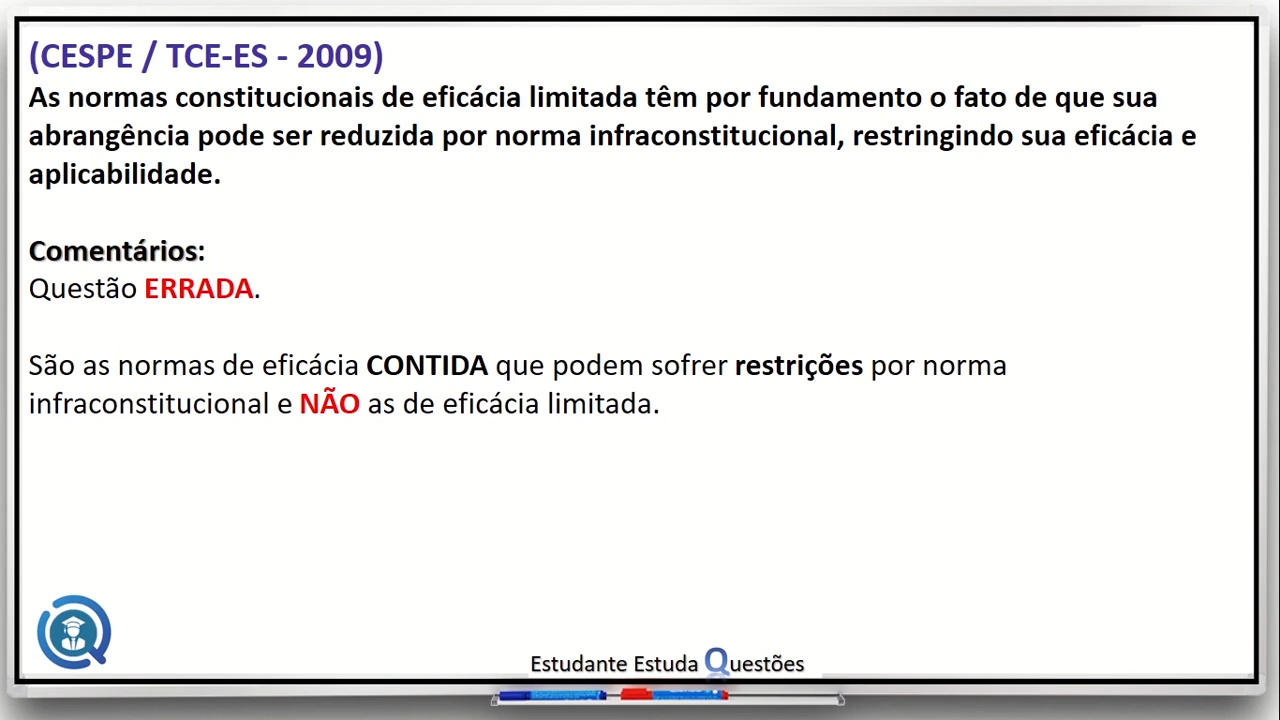 (CESPE / TCE-ES - 2009)
As normas constitucionais de eficácia limitada têm por fundamento o fato de que sua
abrangência pode ser reduzida por norma infraconstitucional, restringindo sua eficácia e
aplicabilidade.
Comentários:
Questão ERRADA.
São as normas de eficácia CONTIDA que podem sofrer restrições por norma
infraconstitucional e NÃO as de eficácia limitada.
Estudante Estuda Questões